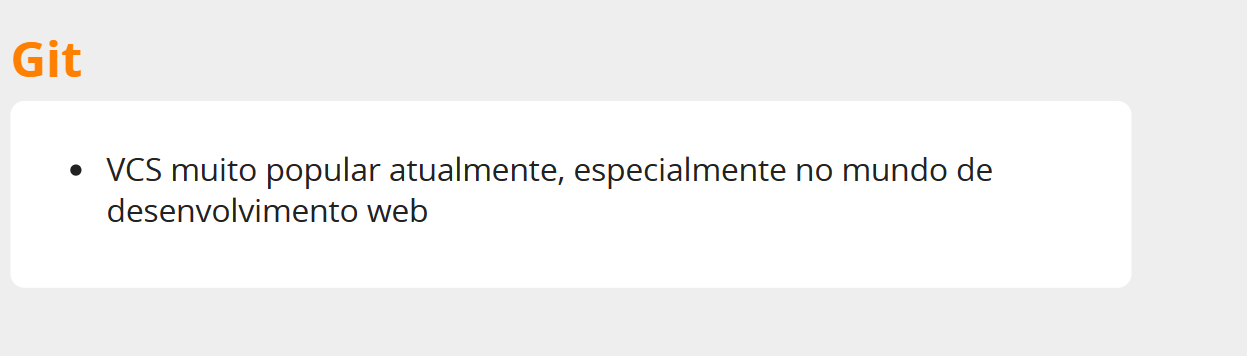 Git
• VCS muito popular atualmente, especialmente no mundo de
desenvolvimento web